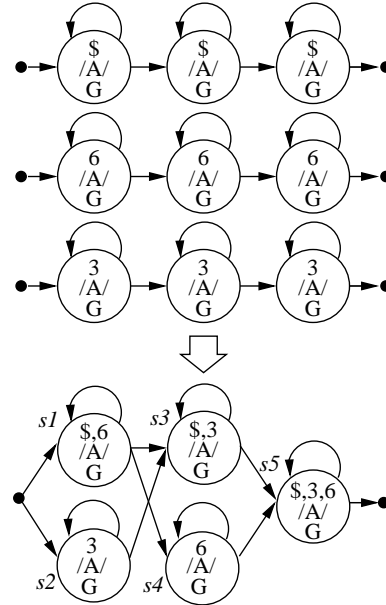 $ $ $
/A/ /A/ /A/
G G G
6 6 6
/A/ /A/ /A/
G G G
3 3 3
/A/ /A/ /A/
G G G
s1 $,6 s3 $,3
/A/ /A/
G G
s5 $,3,6
/A/
G
3 6
/A/ /A/
s2 G s4 G